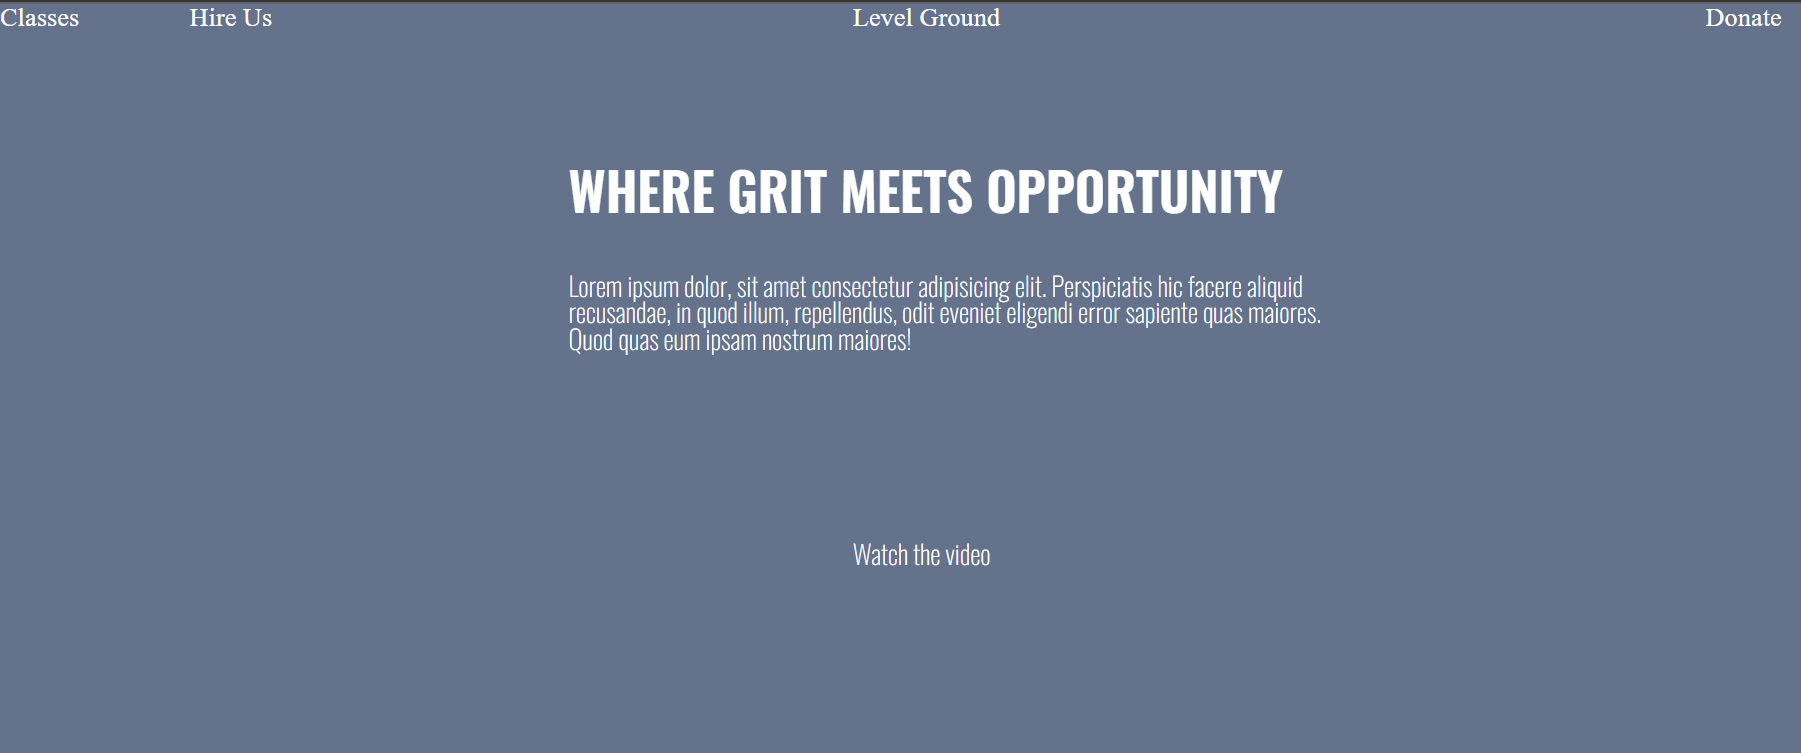 Classes Hire Us Level Ground Donate
WHERE GRIT MEETS OPPORTUNITY
Lorem ipsum dolor, sit amet consectetur adipisicing elit. Perspiciatis hic facere aliquid
recusandae, in quod illum, repellendus, odit eveniet eligendi error sapiente quas maiores.
Quod quas eum ipsam nostrum maiores!
Watch the video